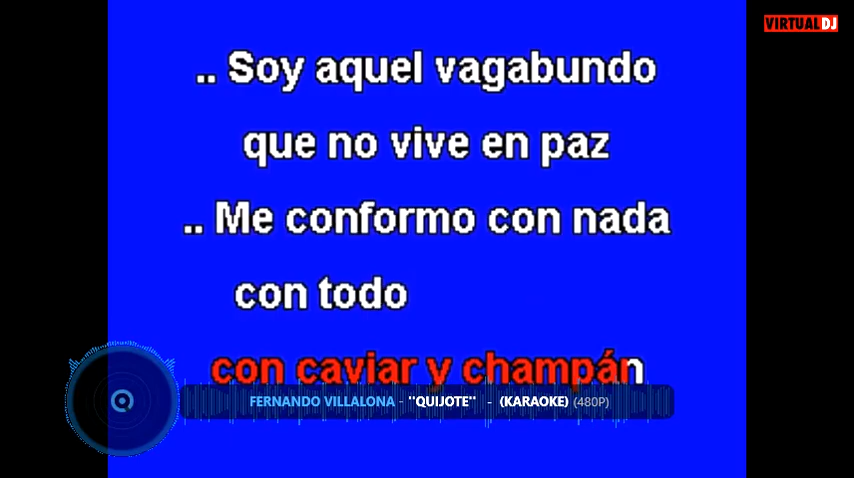 VIRTUALDJ
.. Soy aquel vagabundo
que no vive en paz
.. Me conformo con nada
con todo
con caviar y champán
FERNANDO VILLALONA - "QUIJOTE" - (KARAOKE) (480P)